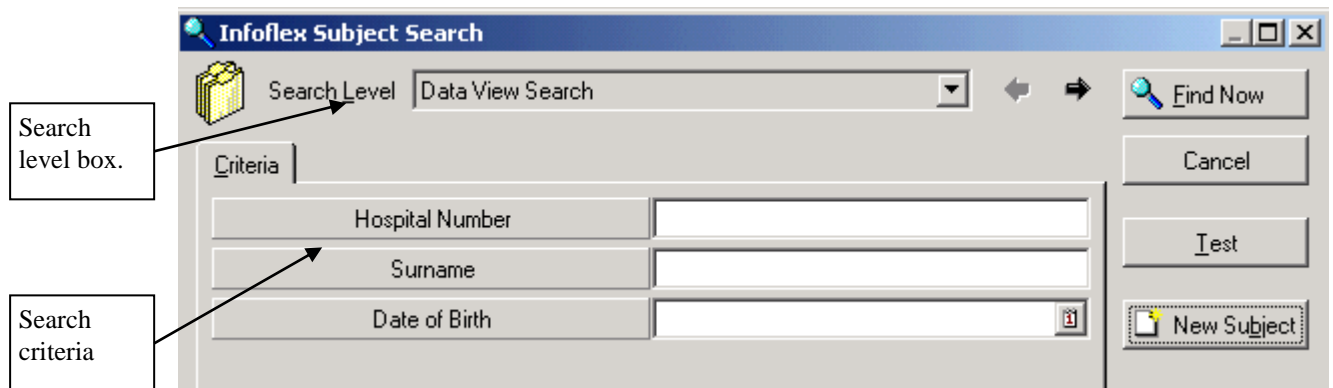 Infoflex Subject Search
Search Level Data View Search
Find Now
Search
level box.
Criteria
Cancel
Hospital Number
Test
Surname
Search
criteria
Date of Birth
1
New Subject